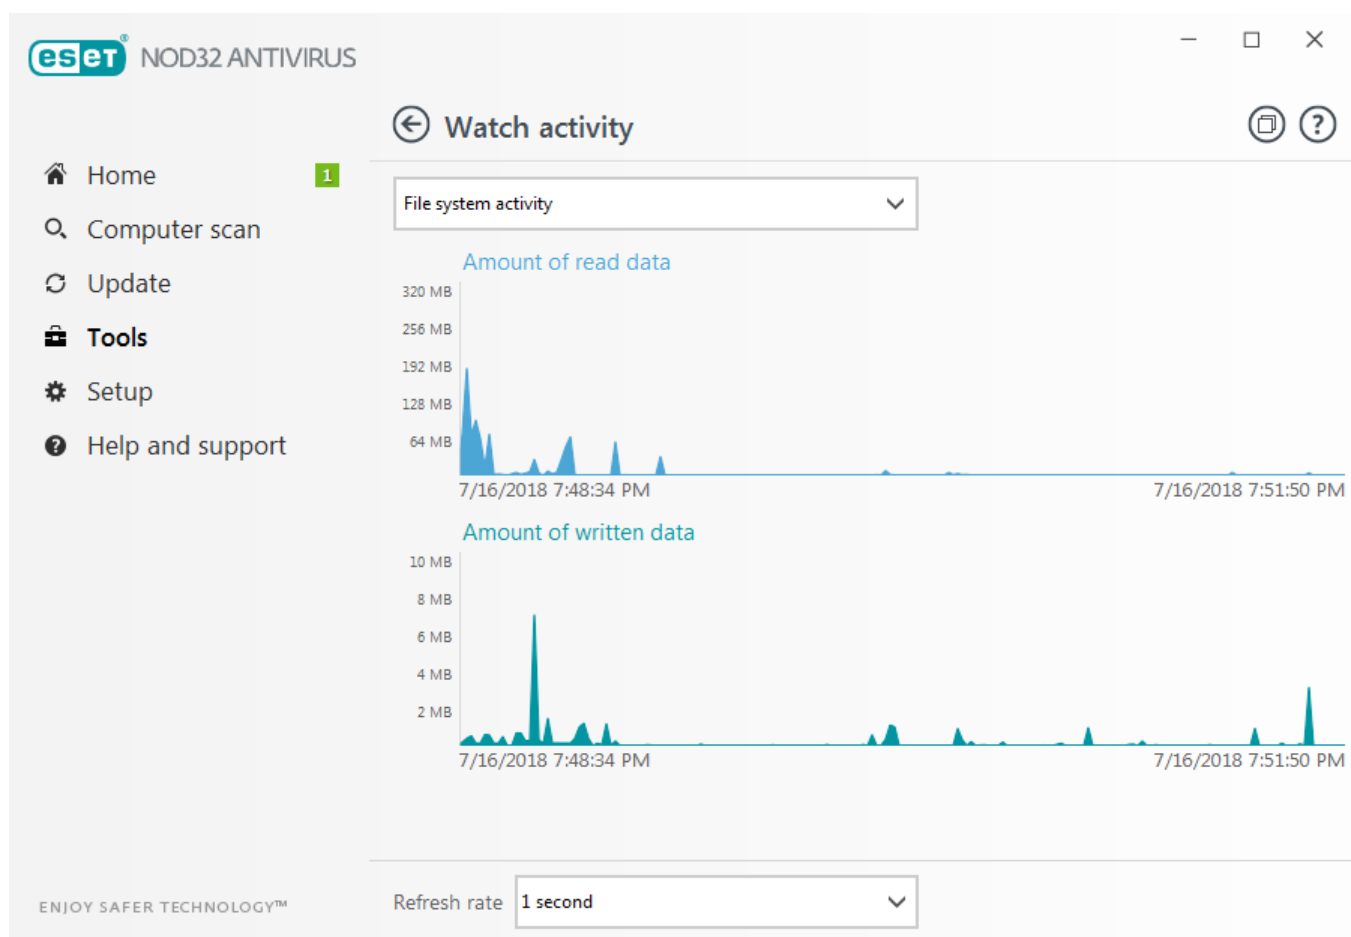 eset® NOD32 ANTIVIRUS
Watch activity
Home 1
Computer scan
Update
Tools
Setup
Help and support
File system activity
Amount of read data
320 MB
256 MB
192 MB
128 MB
64 MB
7/16/2018 7:48:34 PM 7/16/2018 7:51:50 PM
Amount of written data
10 MB
8 MB
6 MB
4 MB
2 MB
7/16/2018 7:48:34 PM 7/16/2018 7:51:50 PM
Refresh rate 1 second
ENJOY SAFER TECHNOLOGY™